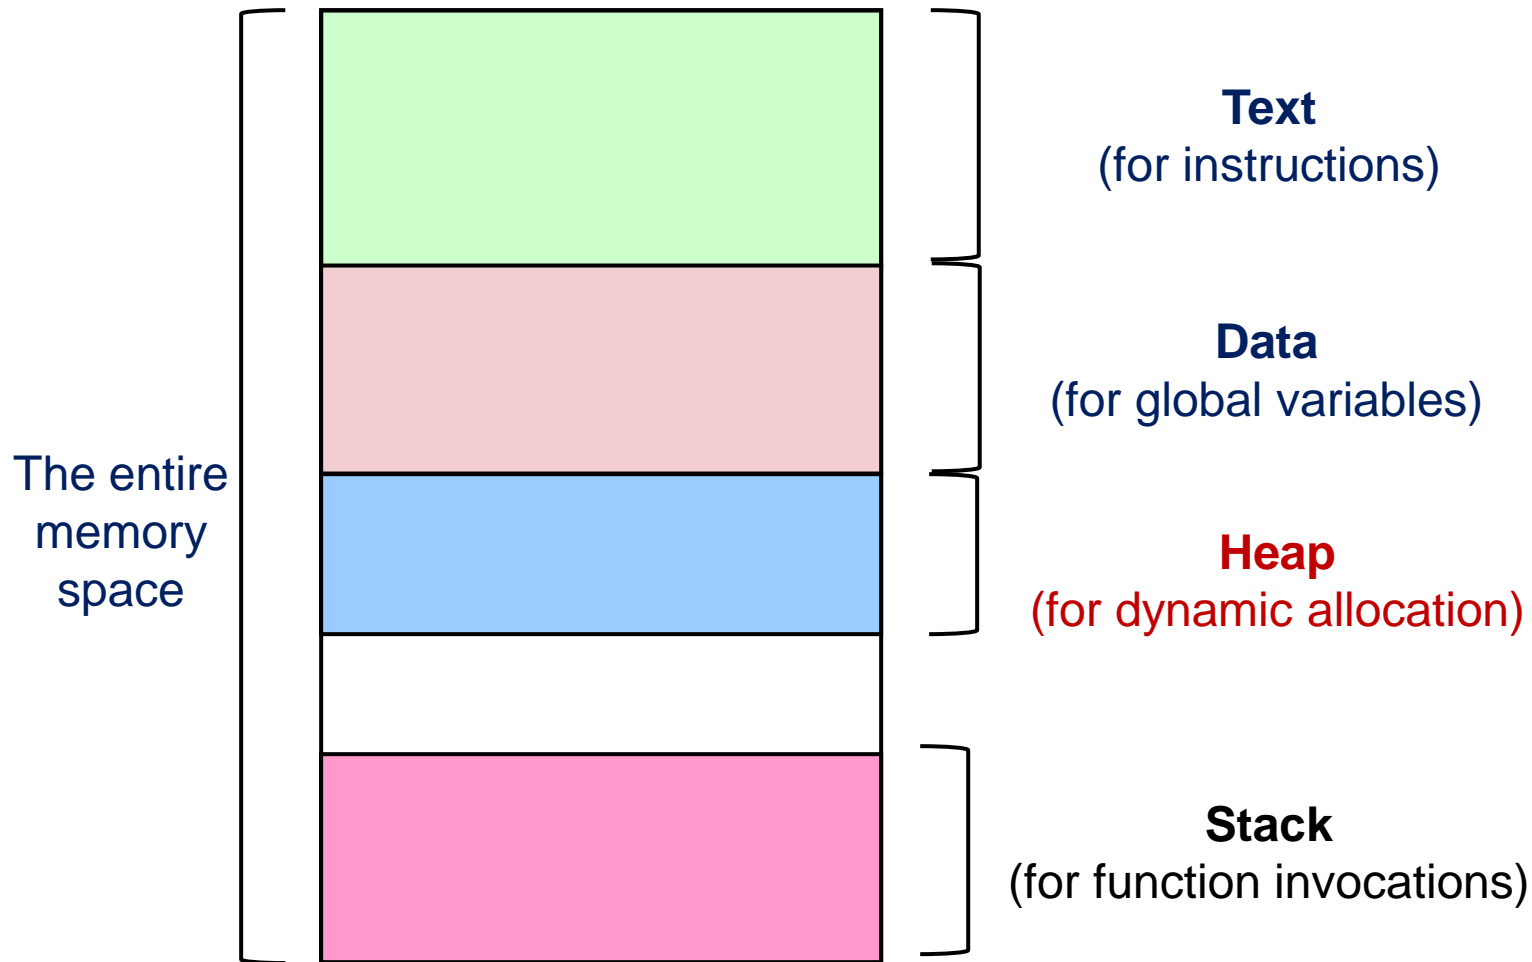 Text
(for instructions)
Data
(for global variables)
The entire
memory
space
Heap
(for dynamic allocation)
Stack
(for function invocations)